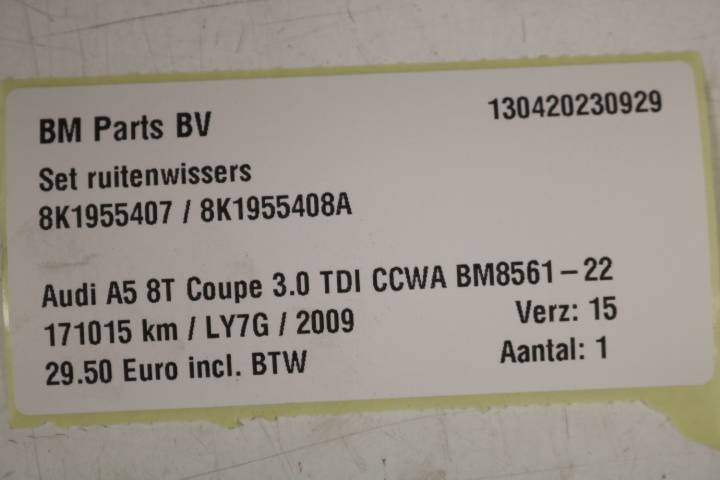 BM Parts BV 130420230929
Set ruitenwissers
8K1955407 / 8K1955408A
Audi A5 8T Coupe 3.0 TDI CCWA BM8561-22
171015 km / LY7G / 2009 Verz: 15
29.50 Euro incl. BTW Aantal: 1